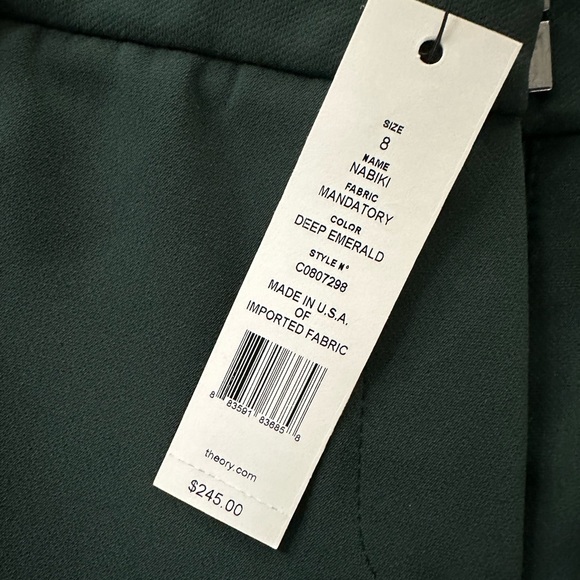 SIZE
8
NAME
NABIKI
FABRIC
MANDATORY
COLOR
DEEP EMERALD
STYLE N°
C0807298
MADE IN U.S.A.
OF
IMPORTED FABRIC
8 83591 83685 8
theory.com
$245.00